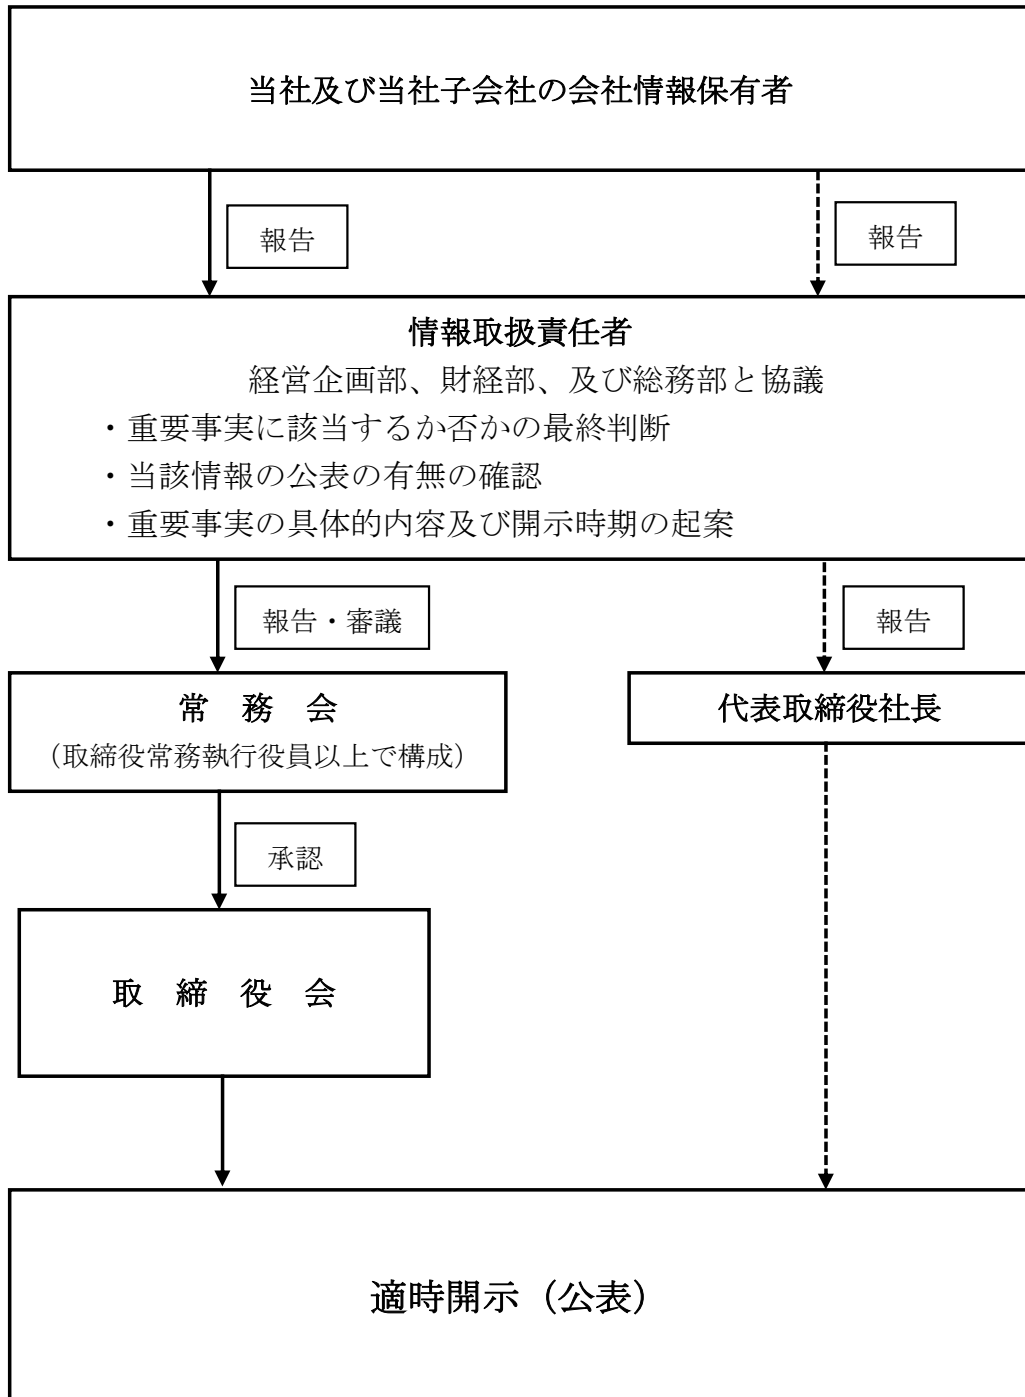 当社及び当社子会社の会社情報保有者
報告
報告
情報取扱責任者
経営企画部、財経部、及び総務部と協議
・重要事実に該当するか否かの最終判断
・当該情報の公表の有無の確認
・重要事実の具体的内容及び開示時期の起案
報告・審議
報告
常　務　会
（取締役常務執行役員以上で構成）
代表取締役社長
承認
取　締　役　会
適時開示（公表）